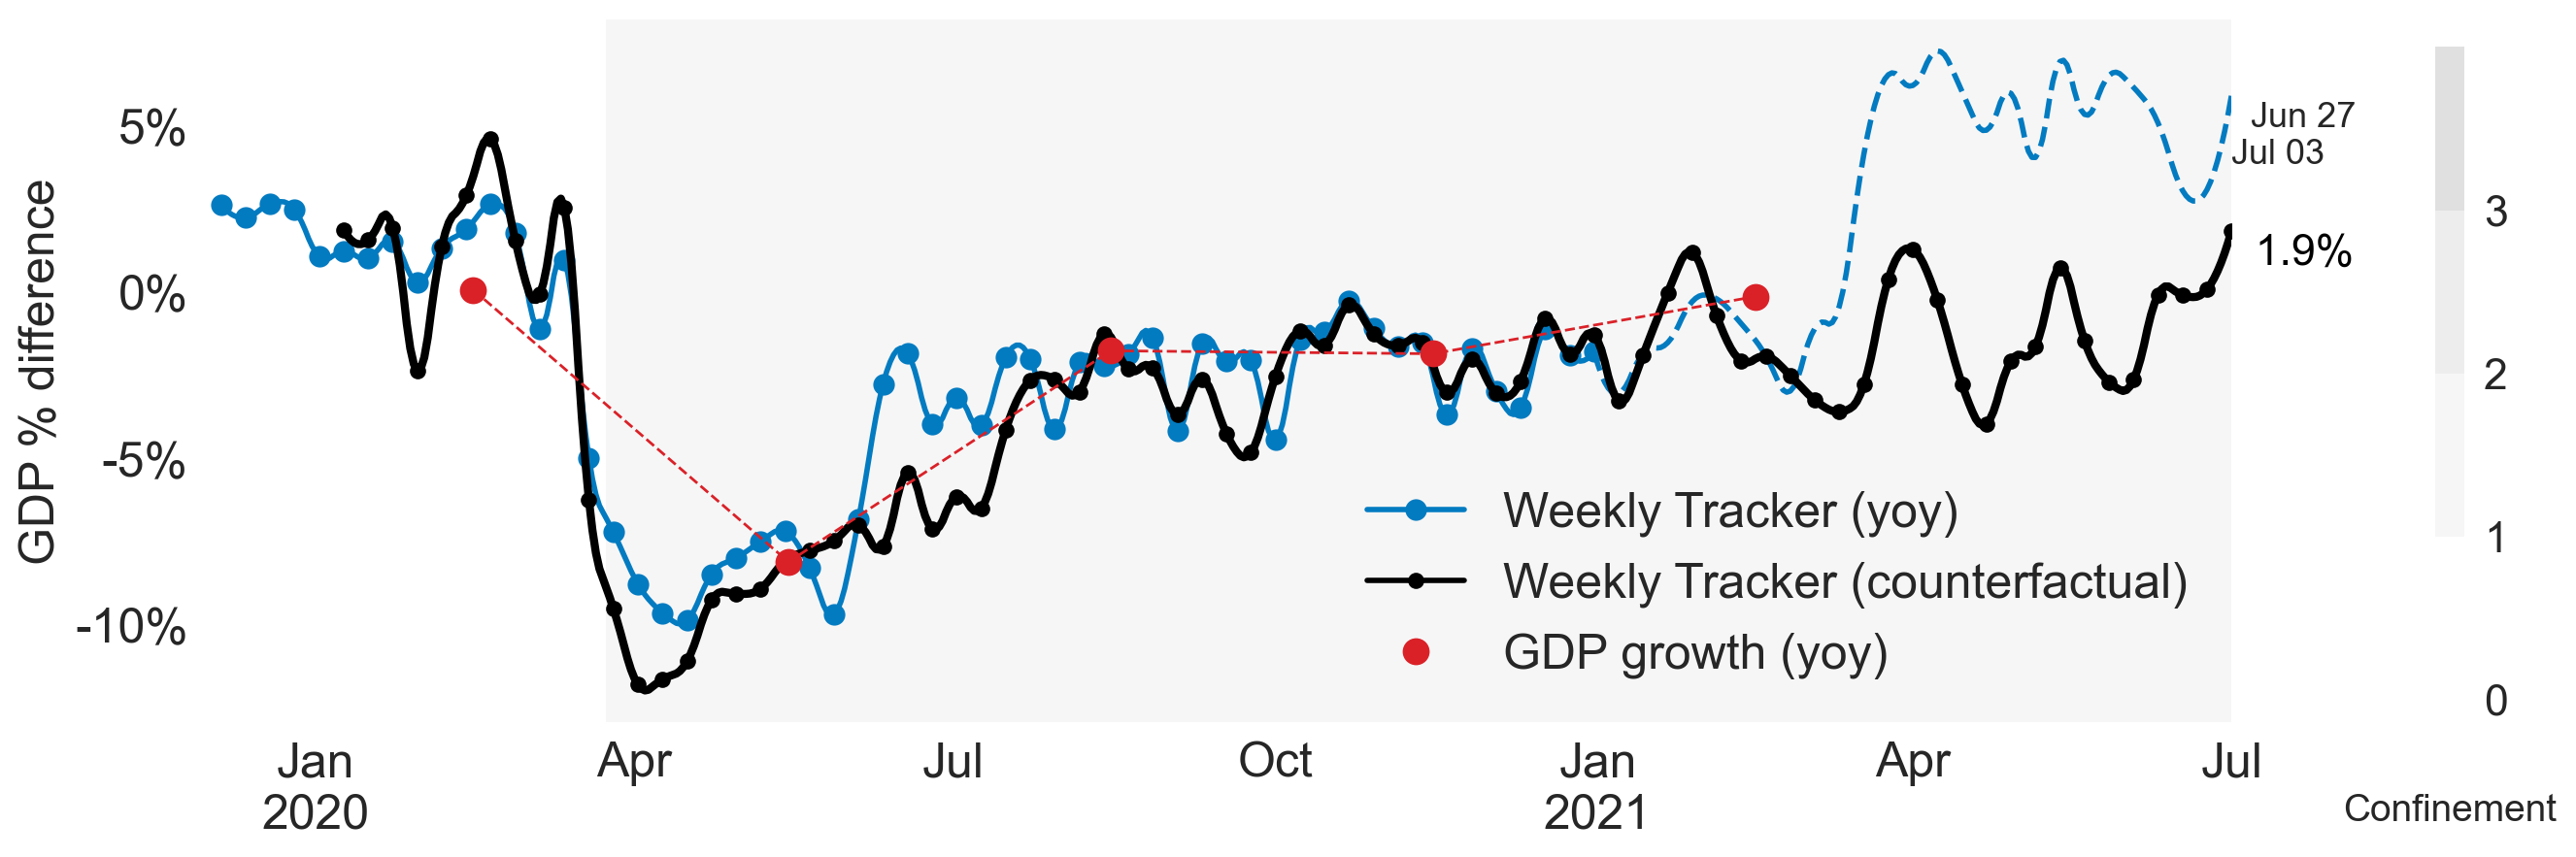 GDP % difference
5%
0%
-5%
-10%
Jun 27
Jul 03
1.9%
Weekly Tracker (yoy)
Weekly Tracker (counterfactual)
GDP growth (yoy)
3
2
1
0
Jan Apr Jul Oct Jan Apr Jul
2020 2021
Confinement